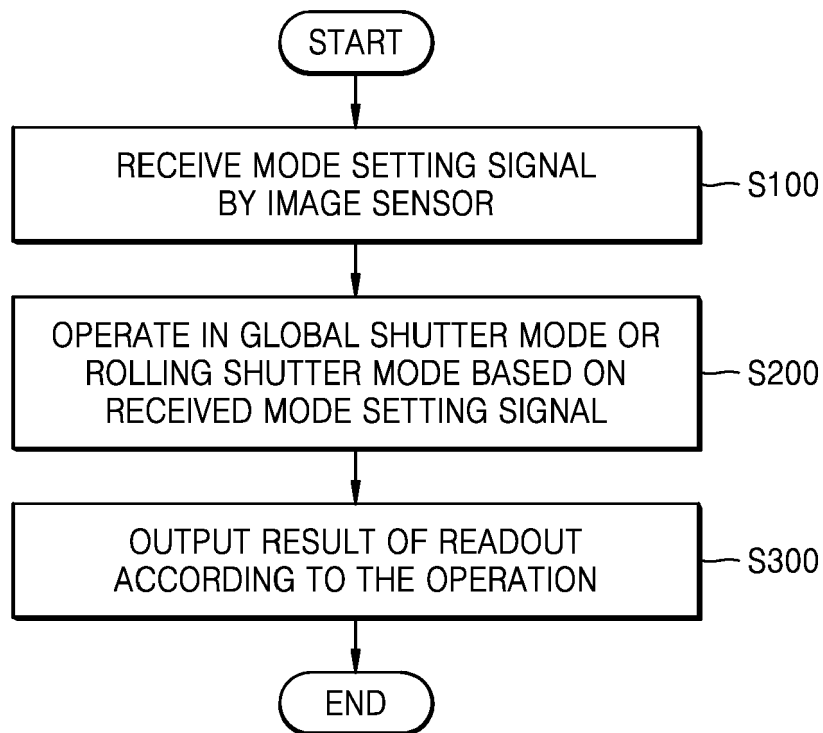 START
RECEIVE MODE SETTING SIGNAL
BY IMAGE SENSOR
S100
OPERATE IN GLOBAL SHUTTER MODE OR
ROLLING SHUTTER MODE BASED ON
RECEIVED MODE SETTING SIGNAL
S200
OUTPUT RESULT OF READOUT
ACCORDING TO THE OPERATION
S300
END